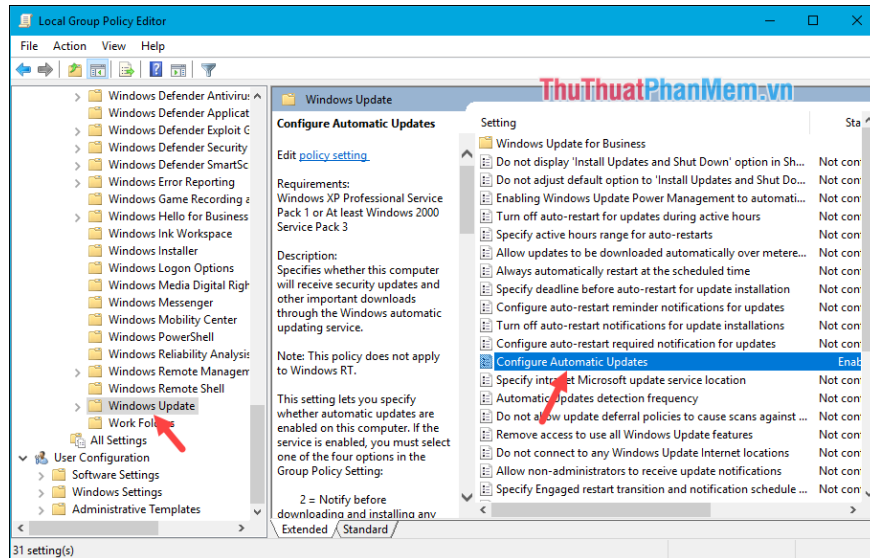 Local Group Policy Editor
File Action View Help
ThuThuatPhanMem.vn
Windows Defender Antiviru
Windows Defender Applicat
Windows Defender Exploit G
Windows Defender Security
Windows Defender SmartSc
Windows Error Reporting
Windows Game Recording a
Windows Hello for Business
Windows Ink Workspace
Windows Installer
Windows Logon Options
Windows Media Digital Righ
Windows Messenger
Windows Mobility Center
Windows PowerShell
Windows Reliability Analysis
Windows Remote Managem
Windows Remote Shell
Windows Update
Work
All Settings
User Configuration
Software Settings
Windows Settings
Administrative Templates
Windows Update
Configure Automatic Updates
Edit policy setting
Requirements:
Windows XP Professional Service
Pack 1 or At least Windows 2000
Service Pack 3
Description:
Specifies whether this computer
will receive security updates and
other important downloads
through the Windows automatic
updating service.
Note: This policy does not apply
to Windows RT.
This setting lets you specify
whether automatic updates are
enabled on this computer. If the
service is enabled, you must select
one of the four options in the
Group Policy Setting:
2 = Notify before
downloading and installing any
Setting Sta
Windows Update for Business
Do not display 'Install Updates and Shut Down' option in Sh... Not con
Do not adjust default option to 'Install Updates and Shut Do... Not con
Enabling Windows Update Power Management to automati... Not con
Turn off auto-restart for updates during active hours Not con
Specify active hours range for auto-restarts Not con
Allow updates to be downloaded automatically over metere... Not con
Always automatically restart at the scheduled time Not con
Specify deadline before auto-restart for update installation Not con
Configure auto-restart reminder notifications for updates Not con
Turn off auto-restart notifications for update installations Not con
Configure auto-restart required notification for updates Not con
Configure Automatic Updates Enab
Specify intranet Microsoft update service location Not con
Automatic Updates detection frequency Not con
Do not allow update deferral policies to cause scans against ... Not con
Remove access to use all Windows Update features Not con
Do not connect to any Windows Update Internet locations Not con
Allow non-administrators to receive update notifications Not con
Specify Engaged restart transition and notification schedule ... Not con
Extended Standard
31 setting(s)